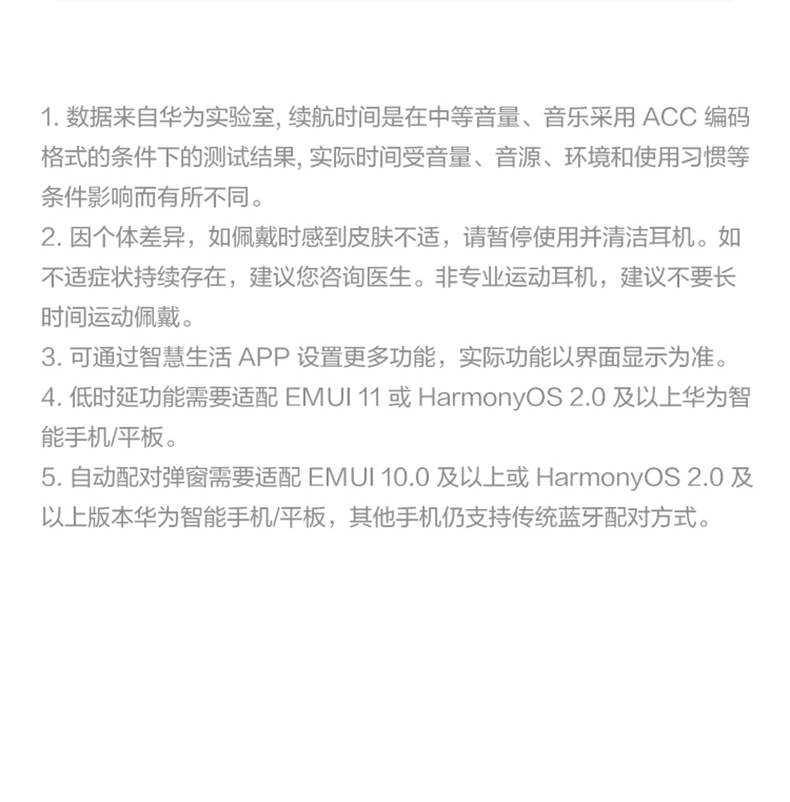 1. 数据来自华为实验室, 续航时间是在中等音量、音乐采用 ACC 编码
格式的条件下的测试结果, 实际时间受音量、音源、环境和使用习惯等
条件影响而有所不同。
2. 因个体差异，如佩戴时感到皮肤不适，请暂停使用并清洁耳机。如
不适症状持续存在，建议您咨询医生。非专业运动耳机，建议不要长
时间运动佩戴。
3. 可通过智慧生活 APP 设置更多功能，实际功能以界面显示为准。
4. 低时延功能需要适配 EMUI 11 或 HarmonyOS 2.0 及以上华为智
能手机/平板。
5. 自动配对弹窗需要适配 EMUI 10.0 及以上或 HarmonyOS 2.0 及
以上版本华为智能手机/平板，其他手机仍支持传统蓝牙配对方式。